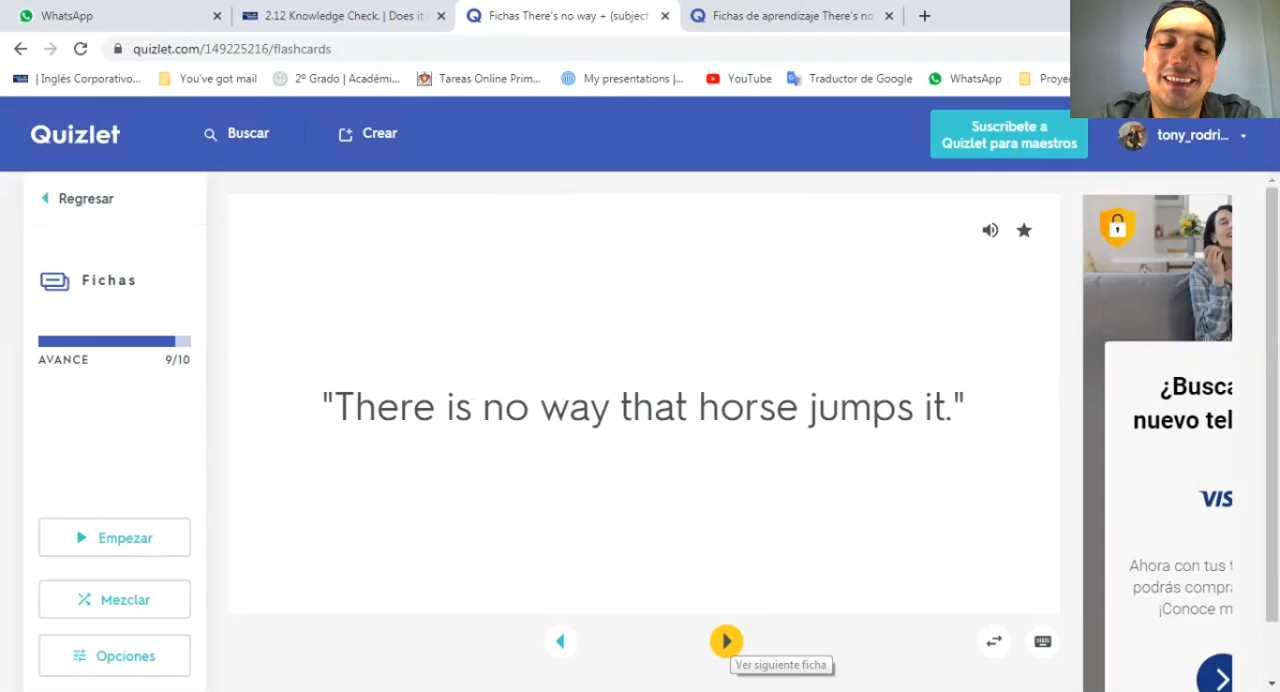 WhatsApp
2.12 Knowledge Check. | Does it
Fichas There's no way + (subject
Fichas de aprendizaje There's no
quizlet.com/149225216/flashcards
| Inglés Corporativo...
You've got mail
2º Grado | Académi...
Tareas Online Prim...
My presentations |...
YouTube
Traductor de Google
WhatsApp
Proye
Quizlet
Buscar
Crear
Suscríbete a
Quizlet para maestros
tony_rodri...
Regresar
Fichas
AVANCE 9/10
Empezar
Mezclar
Opciones
"There is no way that horse jumps it."
Ver siguiente ficha
¿Busca
nuevo tel
VIS
Ahora con tus t
podrás compra
¡Conoce m